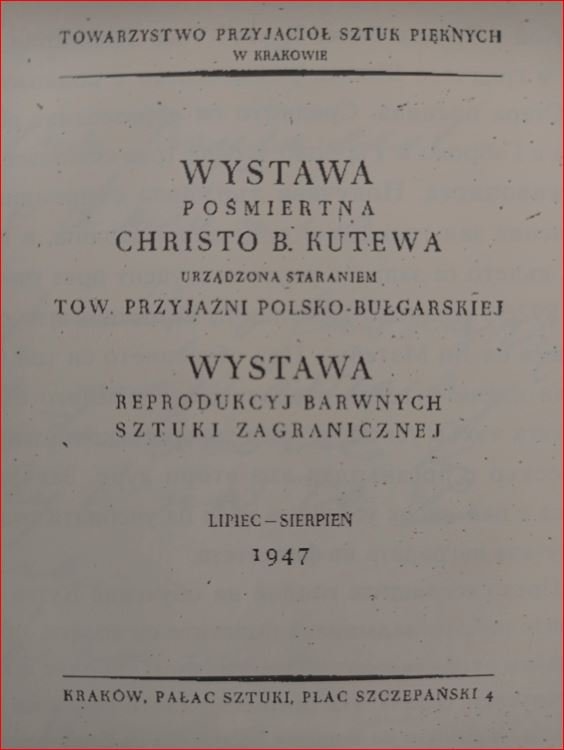 TOWARZYSTWO PRZYJACIÓŁ SZTUK PIĘKNYCH
W KRAKOWIE
WYSTAWA
POŚMIERTNA
CHRISTO B. KUTEWA
URZĄDZONA STARANIEM
TOW. PRZYJAŹNI POLSKO-BUŁGARSKIEJ
WYSTAWA
REPRODUKCYJ BARWNYCH
SZTUKI ZAGRANICZNEJ
LIPIEC–SIERPIEŃ
1947
KRAKÓW, PAŁAC SZTUKI, PLAC SZCZEPAŃSKI 4